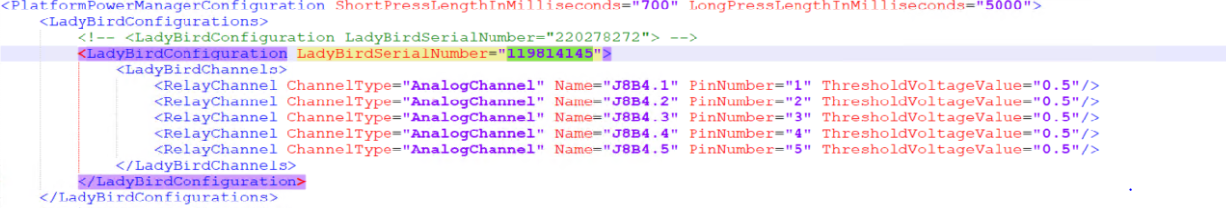 <PlatformPowerManagerConfiguration ShortPressLengthInMilliseconds="700" LongPressLengthInMilliseconds="5000">
<LadyBirdConfigurations>
<!-- <LadyBirdConfiguration LadyBirdSerialNumber="220278272"> -->
<LadyBirdConfiguration LadyBirdSerialNumber="119814145">
<LadyBirdChannels>
<RelayChannel ChannelType="AnalogChannel" Name="J8B4.1" PinNumber="1" ThresholdVoltageValue="0.5"/>
<RelayChannel ChannelType="AnalogChannel" Name="J8B4.2" PinNumber="2" ThresholdVoltageValue="0.5"/>
<RelayChannel ChannelType="AnalogChannel" Name="J8B4.3" PinNumber="3" ThresholdVoltageValue="0.5"/>
<RelayChannel ChannelType="AnalogChannel" Name="J8B4.4" PinNumber="4" ThresholdVoltageValue="0.5"/>
<RelayChannel ChannelType="AnalogChannel" Name="J8B4.5" PinNumber="5" ThresholdVoltageValue="0.5"/>
</LadyBirdChannels>
</LadyBirdConfiguration>
</LadyBirdConfigurations>